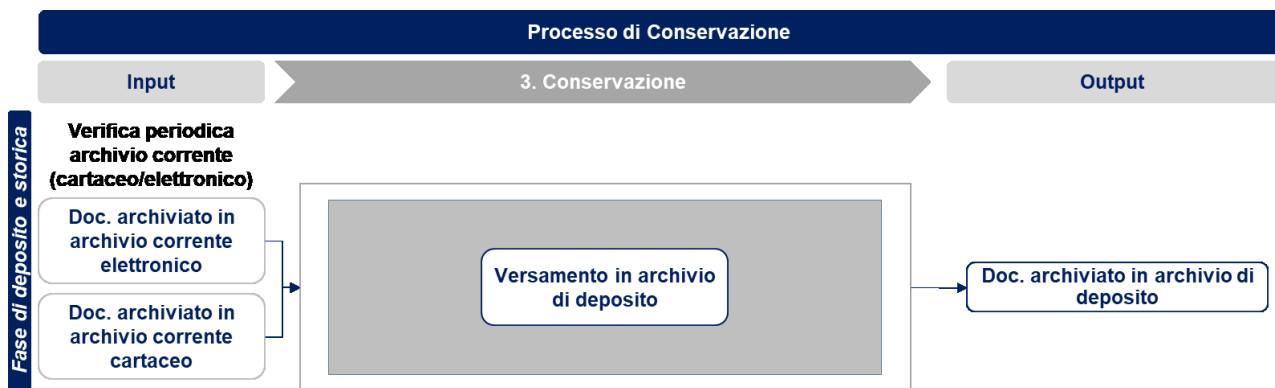 Processo di Conservazione
Input
3. Conservazione
Output
Fase di deposito e storica
Verifica periodica
archivio corrente
(cartaceo/elettronico)
Doc. archiviato in
archivio corrente
elettronico
Doc. archiviato in
archivio corrente
cartaceo
Versamento in archivio
di deposito
Doc. archiviato in archivio di
deposito